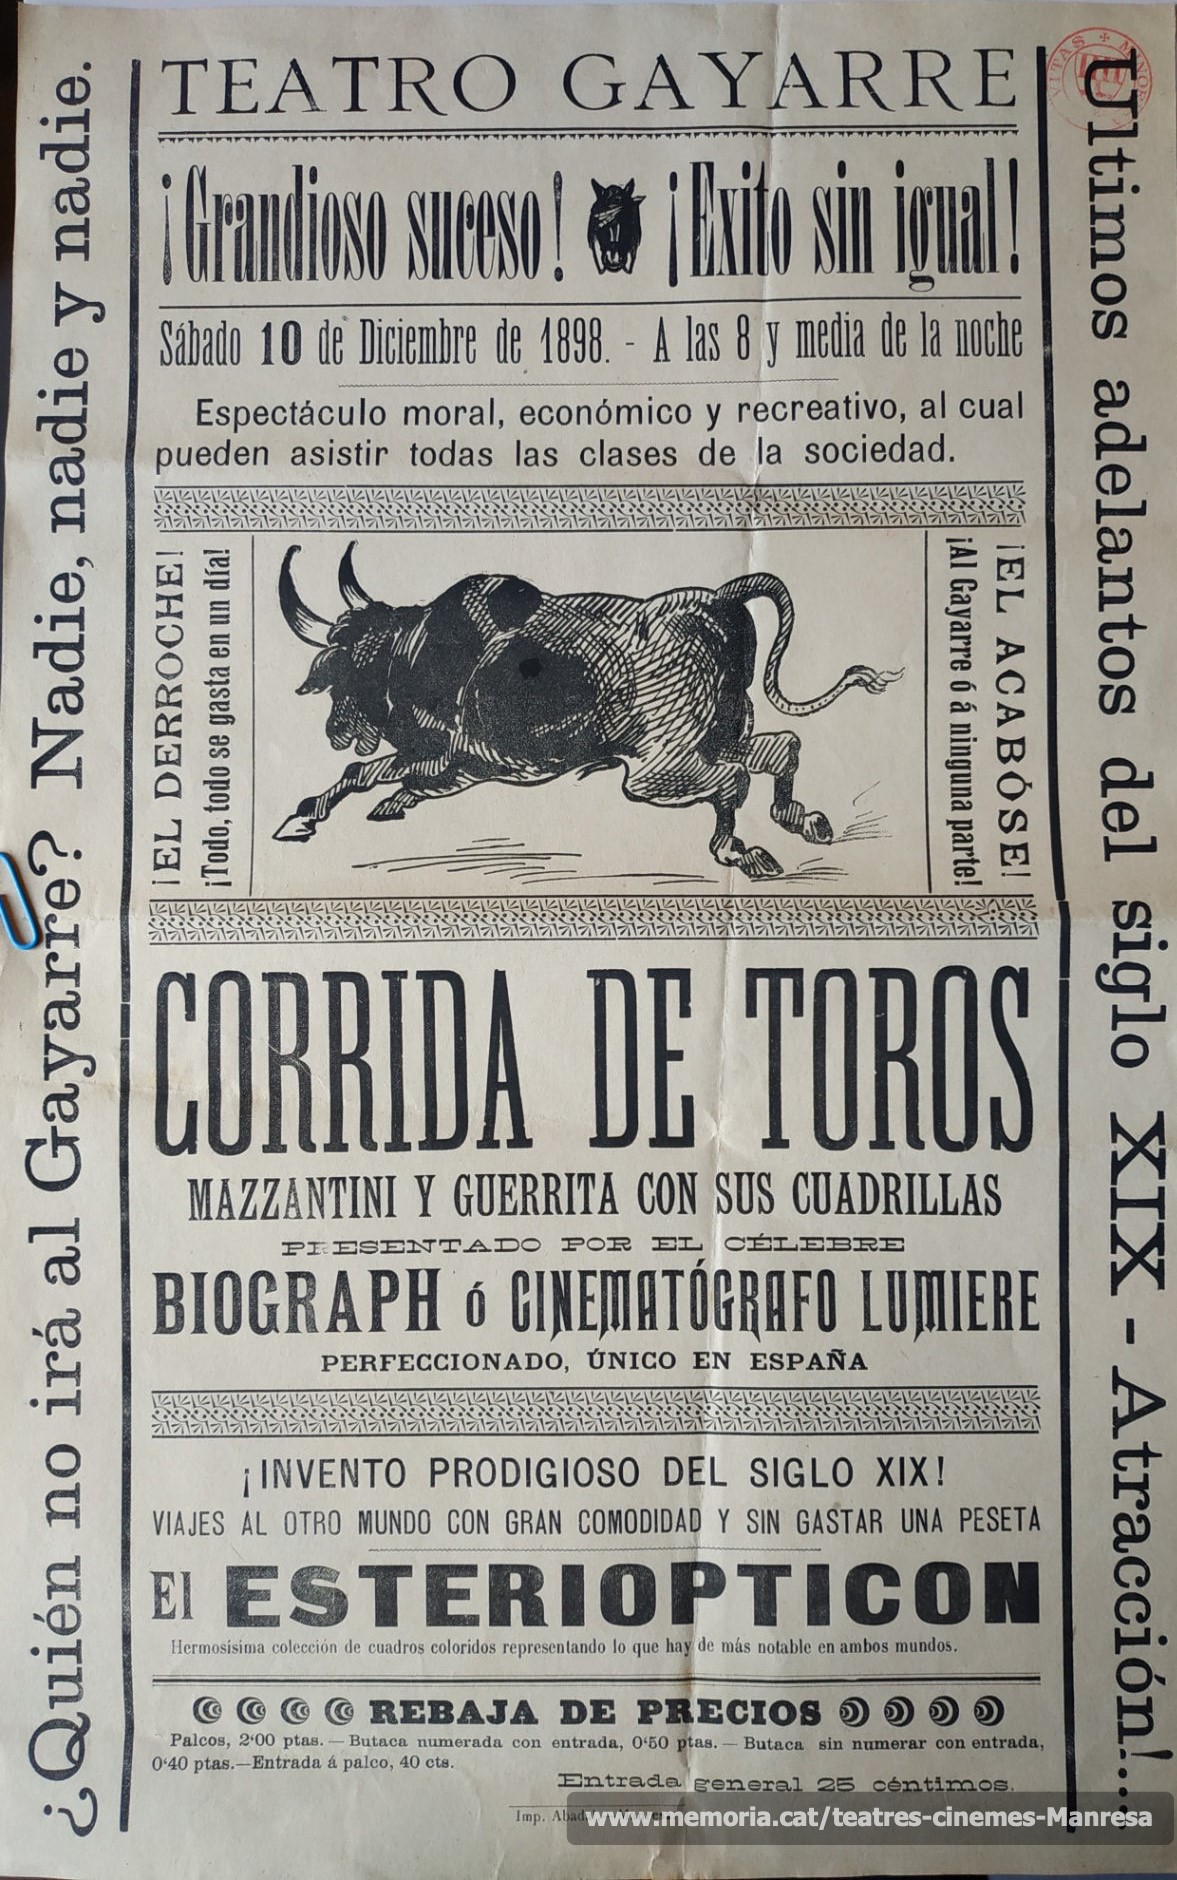 TEATRO GAYARRE
¡Grandioso suceso! ¡Exito sin igual!
Sábado 10 de Diciembre de 1898. - A las 8 y media de la noche
Espectáculo moral, económico y recreativo, al cual
pueden asistir todas las clases de la sociedad.
¡EL DERROCHE!
¡Todo, todo se gasta en un día!
¡EL ACABÓSE!
¡Al Gayarre ó á ninguna parte!
CORRIDA DE TOROS
MAZZANTINI Y GUERRITA CON SUS CUADRILLAS
PRESENTADO POR EL CÉLEBRE
BIOGRAPH ó CINEMATÓGRAFO LUMIERE
PERFECCIONADO, ÚNICO EN ESPAÑA
¡INVENTO PRODIGIOSO DEL SIGLO XIX!
VIAJES AL OTRO MUNDO CON GRAN COMODIDAD Y SIN GASTAR UNA PESETA
El ESTERIOPTICON
Hermosisima colección de cuadros coloridos representando lo que hay de más notable en ambos mundos.
REBAJA DE PRECIOS
Palcos, 2'00 ptas. — Butaca numerada con entrada, 0'50 ptas. — Butaca sin numerar con entrada,
0'40 ptas.—Entrada á palco, 40 cts.
Entrada general 25 céntimos.
Imp.
¿Quién no irá al Gayarre? Nadie, nadie y nadie.
Ultimos adelantos del siglo XIX - Atracción!...
www.memoria.cat/teatres-cinemes-Manresa